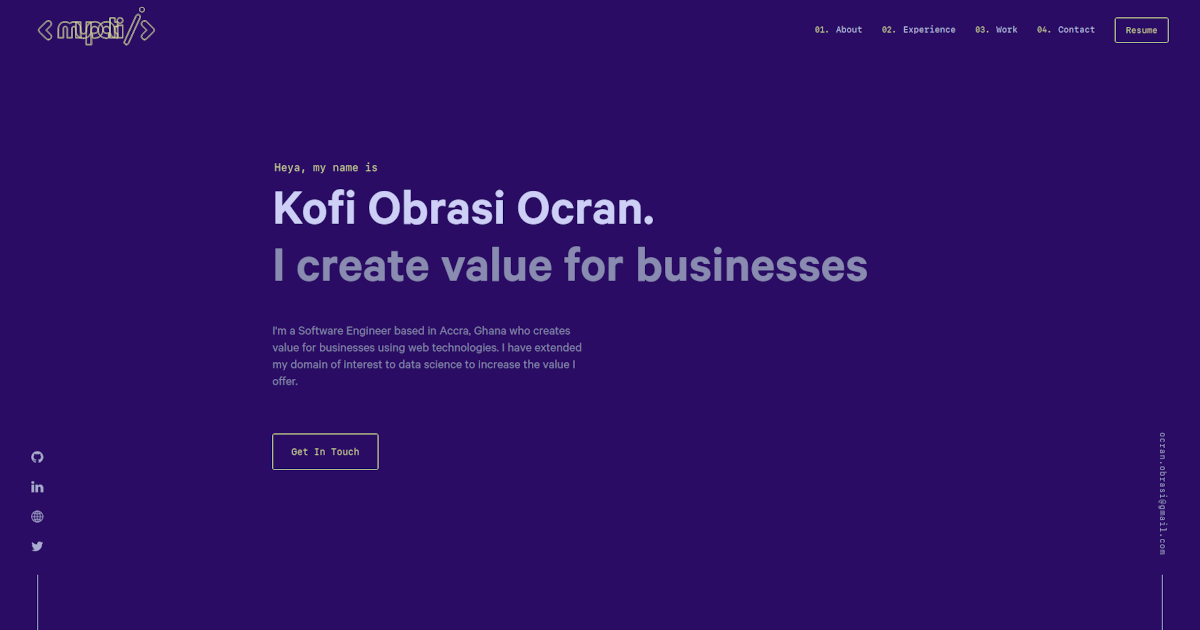 01. About 02. Experience 03. Work 04. Contact Resume
Heya, my name is
Kofi Obrasi Ocran.
I create value for businesses
I'm a Software Engineer based in Accra, Ghana who creates
value for businesses using web technologies. I have extended
my domain of interest to data science to increase the value I
offer.
Get In Touch
ocran.obrasi@gmail.com